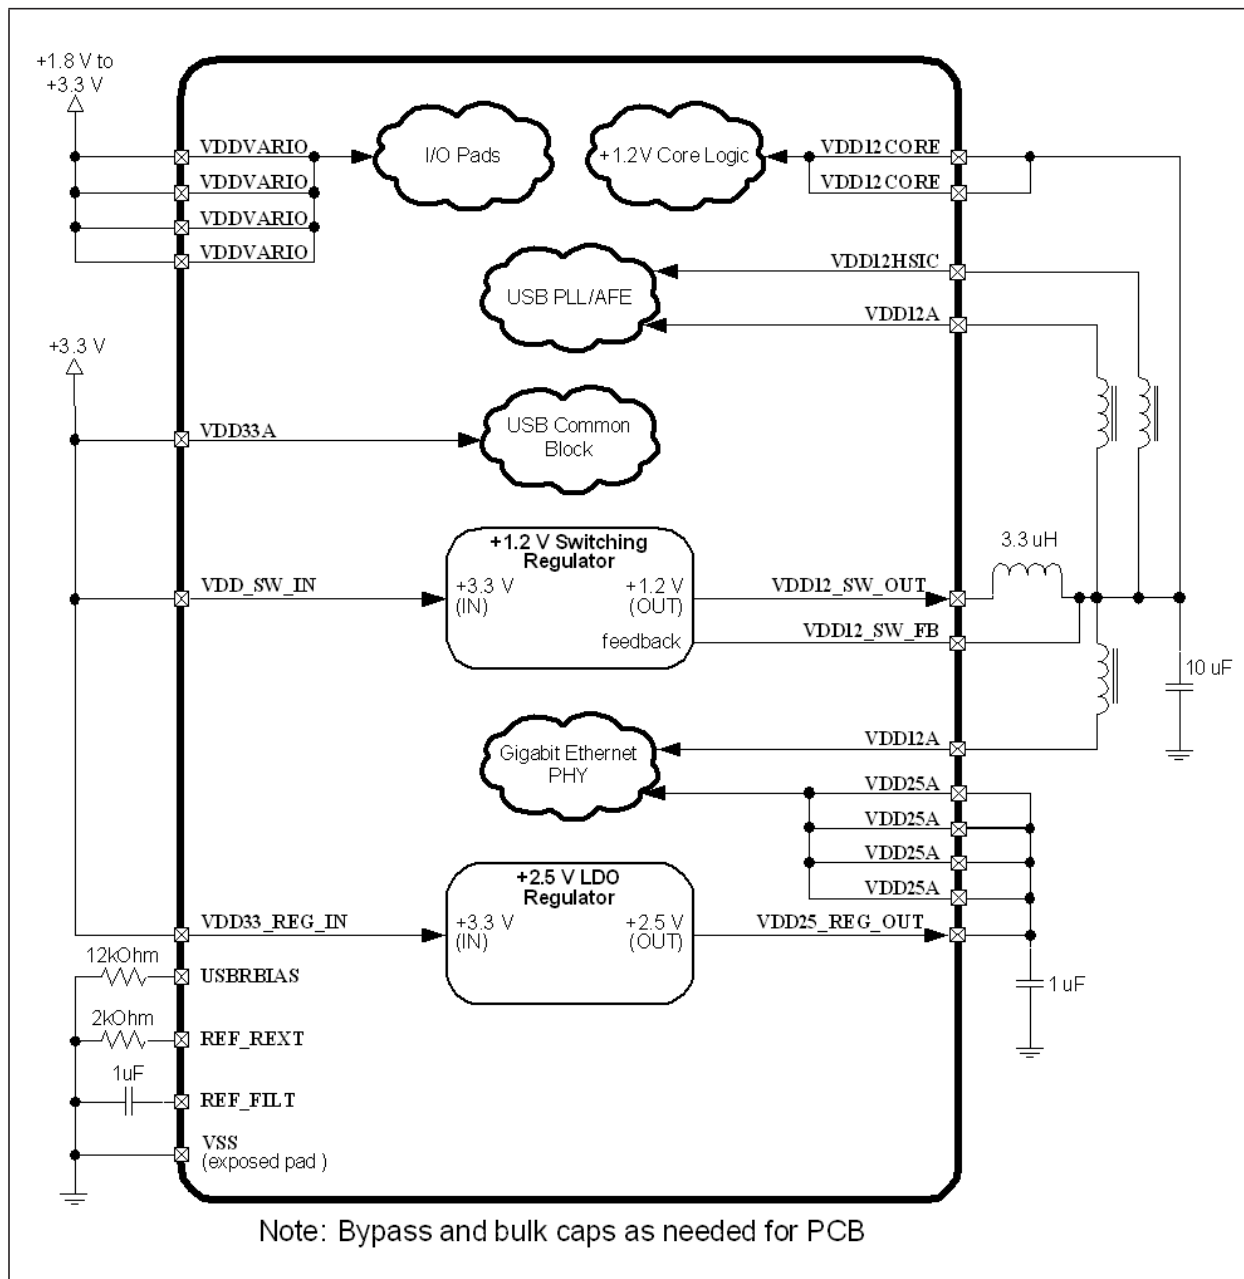 +1.8 V to
+3.3 V
VDDVARIO
VDDVARIO
VDDVARIO
VDDVARIO
I/O Pads
+1.2V Core Logic
VDD12CORE
VDD12CORE
USB PLL/AFE
VDD12HSIC
VDD12A
+3.3 V
VDD33A
USB Common
Block
+1.2 V Switching
Regulator
VDD_SW_IN
+3.3 V
(IN)
+1.2 V
(OUT)
feedback
VDD12_SW_OUT
VDD12_SW_FB
3.3 uH
10 uF
Gigabit Ethernet
PHY
VDD12A
VDD25A
VDD25A
VDD25A
VDD25A
+2.5 V LDO
Regulator
VDD33_REG_IN
+3.3 V
(IN)
+2.5 V
(OUT)
VDD25_REG_OUT
1 uF
12kOhm
USBRBIAS
2kOhm
REF_REXT
1uF
REF_FILT
VSS
(exposed pad )
Note: Bypass and bulk caps as needed for PCB